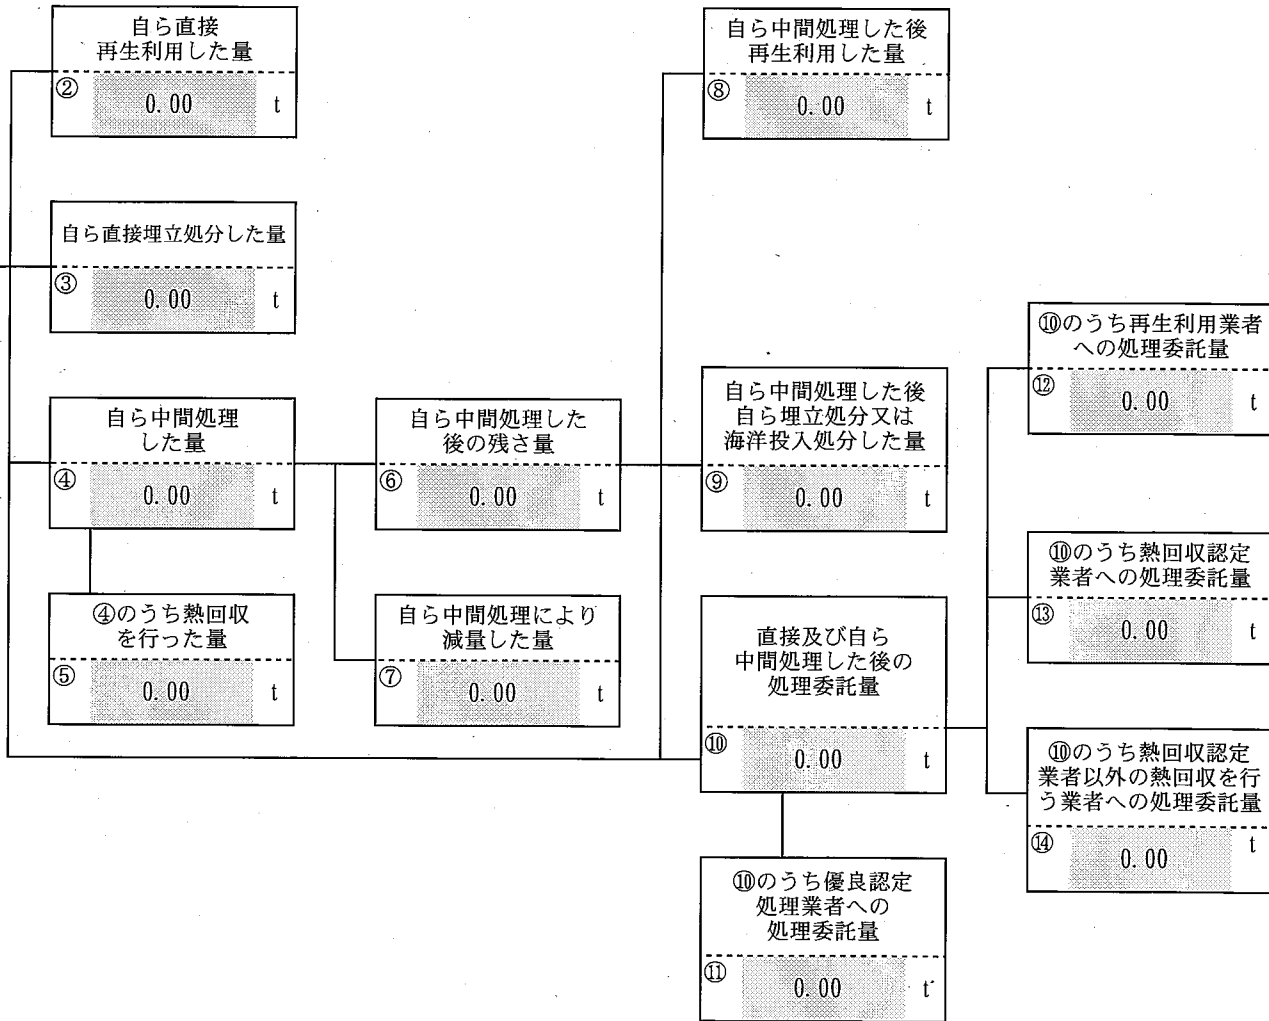 自ら直接
再生利用した量
② 0.00 t
自ら直接埋立処分した量
③ 0.00 t
自ら中間処理
した量
④ 0.00 t
④のうち熱回収
を行った量
⑤ 0.00 t
自ら中間処理した
後の残さ量
⑥ 0.00 t
自ら中間処理により
減量した量
⑦ 0.00 t
自ら中間処理した後
再生利用した量
⑧ 0.00 t
自ら中間処理した後
自ら埋立処分又は
海洋投入処分した量
⑨ 0.00 t
直接及び自ら
中間処理した後の
処理委託量
⑩ 0.00 t
⑩のうち優良認定
処理業者への
処理委託量
⑪ 0.00 t
⑩のうち再生利用業者
への処理委託量
⑫ 0.00 t
⑩のうち熱回収認定
業者への処理委託量
⑬ 0.00 t
⑩のうち熱回収認定
業者以外の熱回収を行
う業者への処理委託量
⑭ 0.00 t